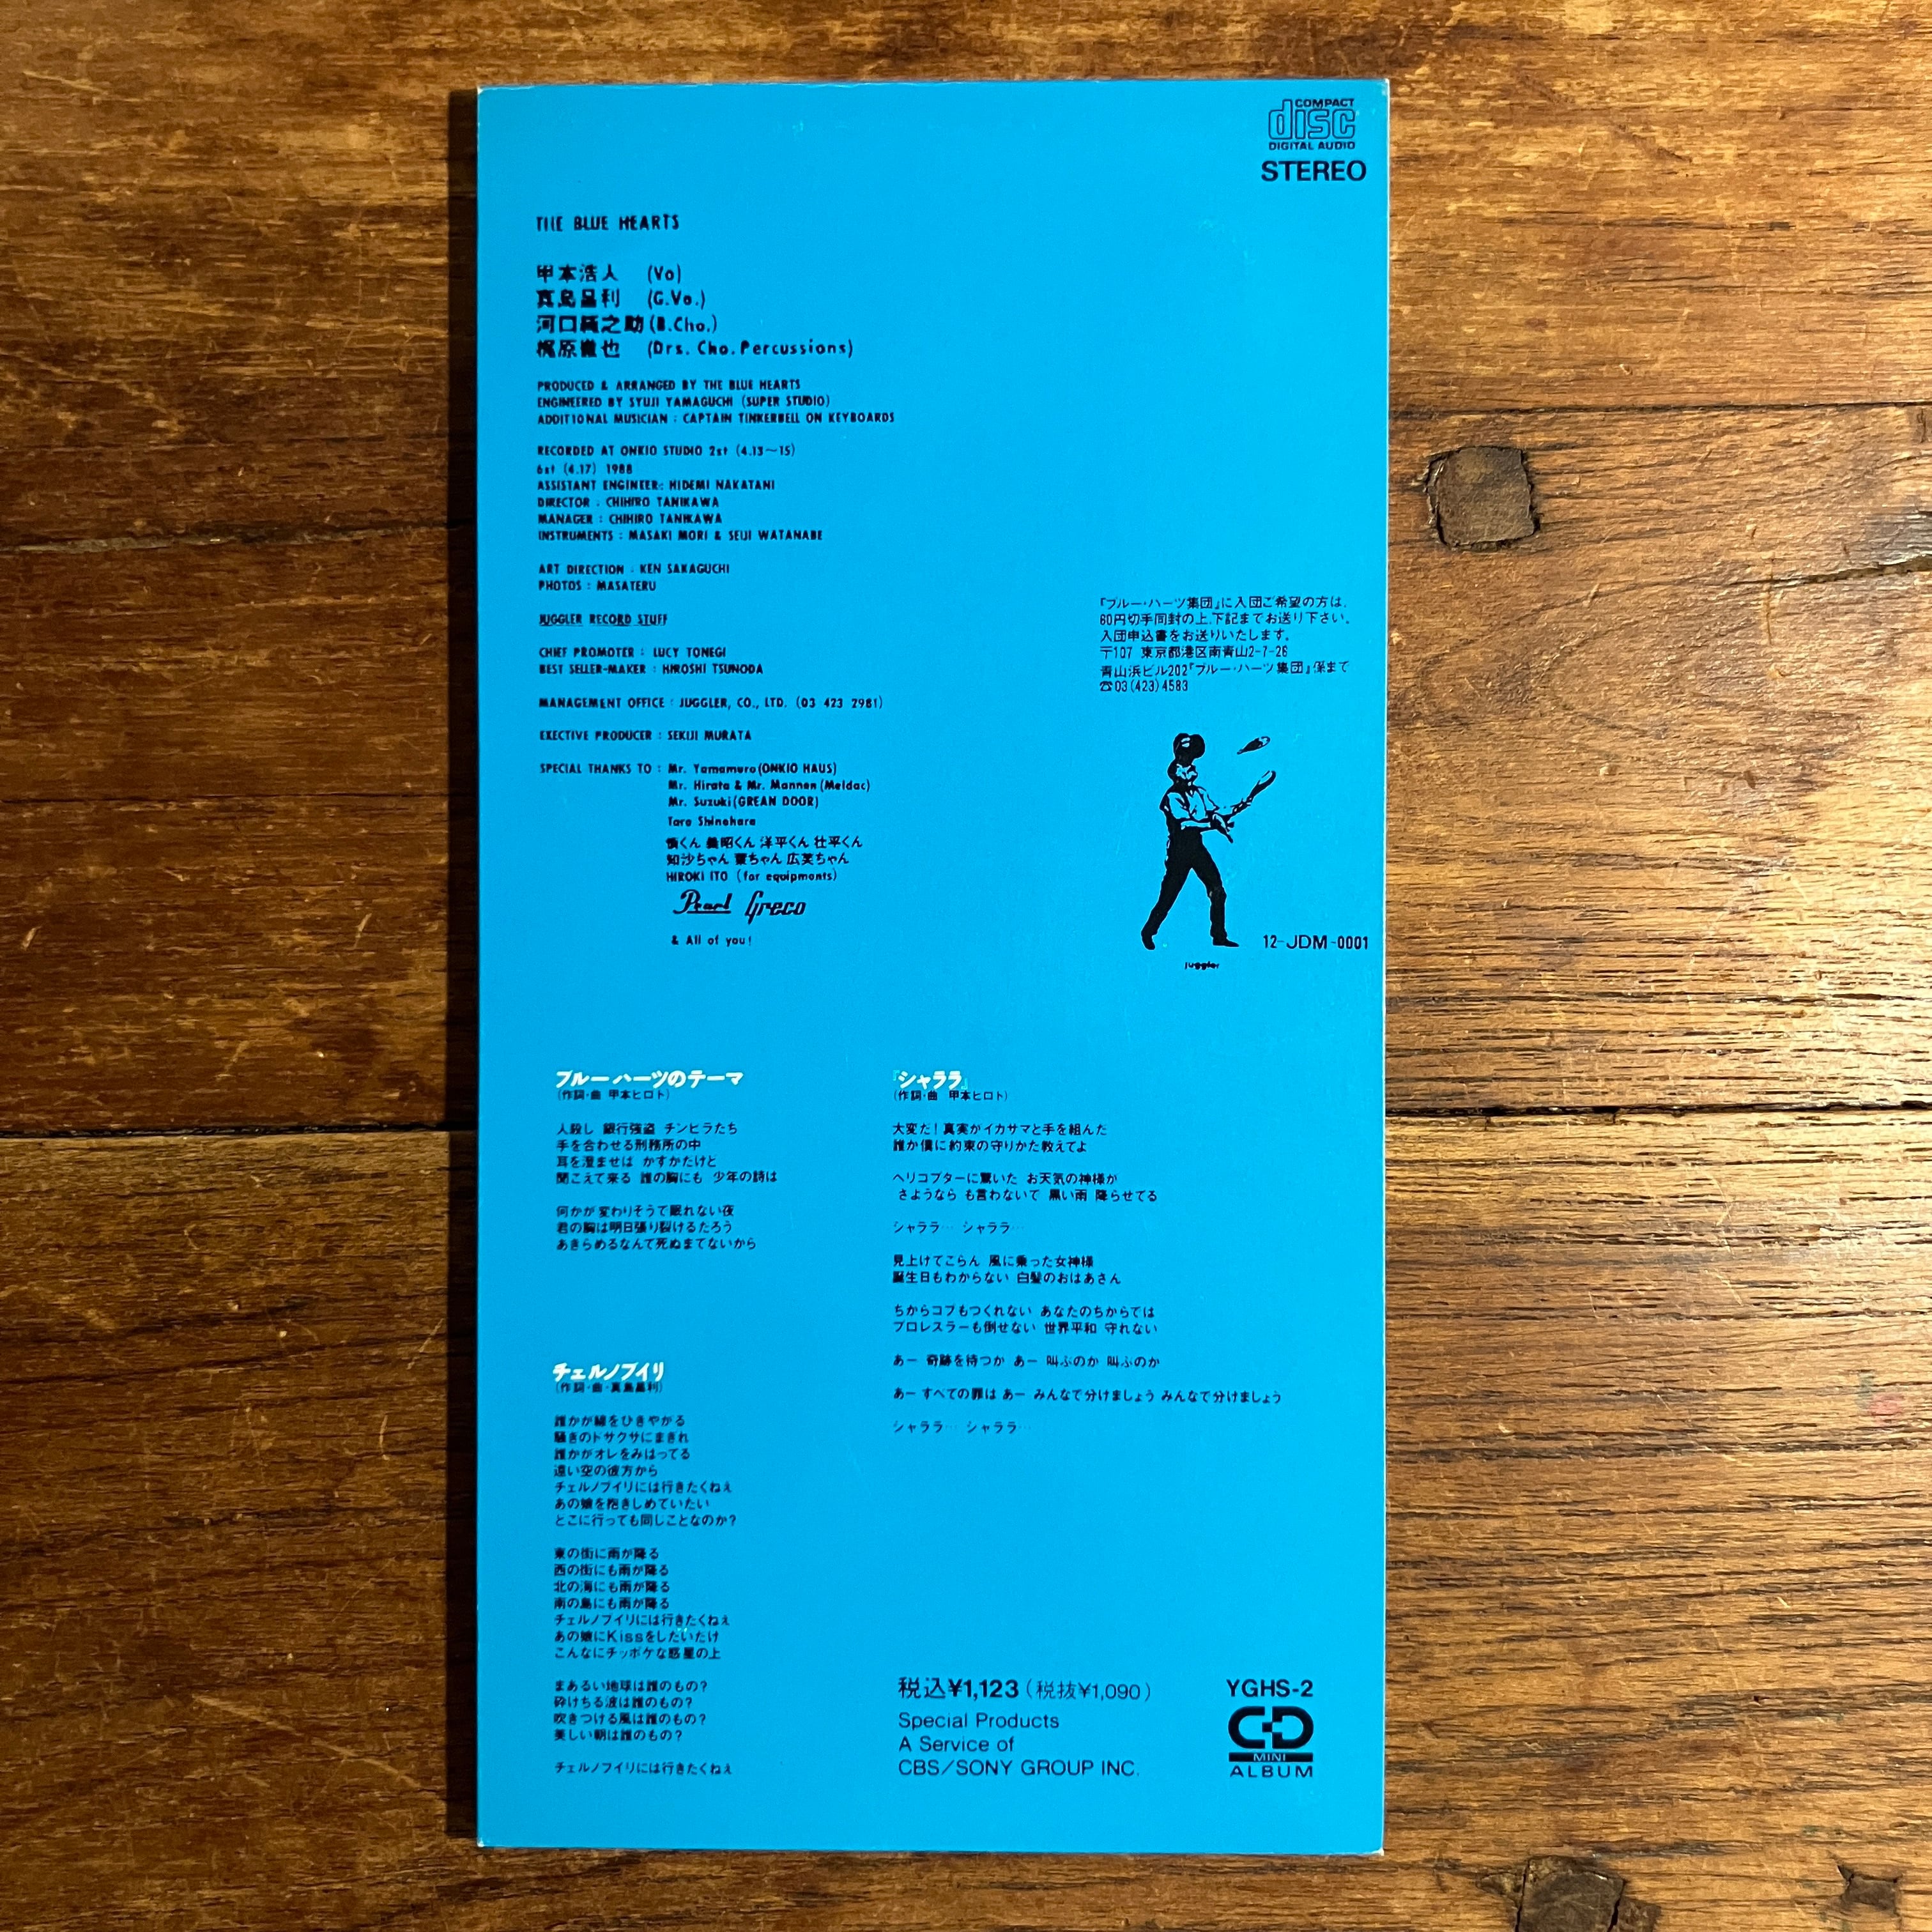 COMPACT
disc
DIGITAL AUDIO
STEREO
THE BLUE HEARTS
甲本浩人 (Vo)
真島昌利 (G.Vo.)
河口純之助 (B.Cho.)
梶原徹也 (Drs. Cho. Percussions)
PRODUCED & ARRANGED BY THE BLUE HEARTS
ENGINEERED BY SYUJI YAMAGUCHI (SUPER STUDIO)
ADDITIONAL MUSICIAN : CAPTAIN TINKERBELL ON KEYBOARDS
RECORDED AT ONKIO STUDIO 2st (4.13〜15)
6st (4.17) 1988
ASSISTANT ENGINEER: HIDEMI NAKATANI
DIRECTOR : CHIHIRO TANIKAWA
MANAGER : CHIHIRO TANIKAWA
INSTRUMENTS : MASAKI MORI & SEIJI WATANABE
ART DIRECTION : KEN SAKAGUCHI
PHOTOS : MASATERU
JUGGLER RECORD STUFF
CHIEF PROMOTER : LUCY TONEGI
BEST SELLER-MAKER : HIROSHI TSUNODA
MANAGEMENT OFFICE : JUGGLER, CO., LTD. (03 423 2981)
EXECTIVE PRODUCER : SEKIJI MURATA
SPECIAL THANKS TO : Mr. Yamamuro (ONKIO HAUS)
Mr. Hirata & Mr. Mannen (Meldac)
Mr. Suzuki (GREAN DOOR)
Taro Shinohara
慎くん 義昭くん 洋平くん 壮平くん
知沙ちゃん ちゃん 広美ちゃん
HIROKI ITO (for equipments)
Pearl Greco
& All of you!
『ブルー・ハーツ集団』に入団ご希望の方は、
60円切手同封の上、下記までお送り下さい。
入団申込書をお送りいたします。
〒107 東京都港区南青山2-7-26
青山浜ビル202『ブルー・ハーツ集団』係まで
☎03(423)4583
12-JDM-0001
juggler
ブルーハーツのテーマ
(作詞・曲 甲本ヒロト)
人殺し 銀行強盗 チンピラたち
手を合わせる刑務所の中
耳を澄ませば かすかだけど
聞こえて来る 誰の胸にも 少年の詩は
何かが変わりそうで眠れない夜
君の胸は明日張り裂けるだろう
あきらめるなんて死ぬまでないから
チェルノブイリ
(作詞・曲・真島昌利)
誰かが線をひきやがる
騒ぎのドサクサにまぎれ
誰かがオレをみはってる
遠い空の彼方から
チェルノブイリには行きたくねぇ
あの娘を抱きしめていたい
どこに行っても同じことなのか?
東の街に雨が降る
西の街にも雨が降る
北の海にも雨が降る
南の島にも雨が降る
チェルノブイリには行きたくねぇ
あの娘にKissをしたいだけ
こんなにチッポケな惑星の上
まあるい地球は誰のもの?
砕けちる波は誰のもの?
吹きつける風は誰のもの?
美しい朝は誰のもの?
チェルノブイリには行きたくねぇ
『シャララ』
(作詞・曲 甲本ヒロト)
大変だ!真実がイカサマと手を組んだ
誰か僕に約束の守りかた教えてよ
ヘリコプターに驚いた お天気の神様が
さようなら も言わないで 黒い雨 降らせてる
シャララ… シャララ…
見上げてごらん 風に乗った女神様
誕生日もわからない 白髪のおばあさん
ちからコブもつくれない あなたのちからでは
プロレスラーも倒せない 世界平和 守れない
あー 奇跡を待つか あー 叫ぶのか 叫ぶのか
あー すべての罪は あー みんなで分けましょう みんなで分けましょう
シャララ… シャララ…
税込¥1,123(税抜¥1,090)
Special Products
A Service of
CBS/SONY GROUP INC.
YGHS-2
CD
MINI
ALBUM